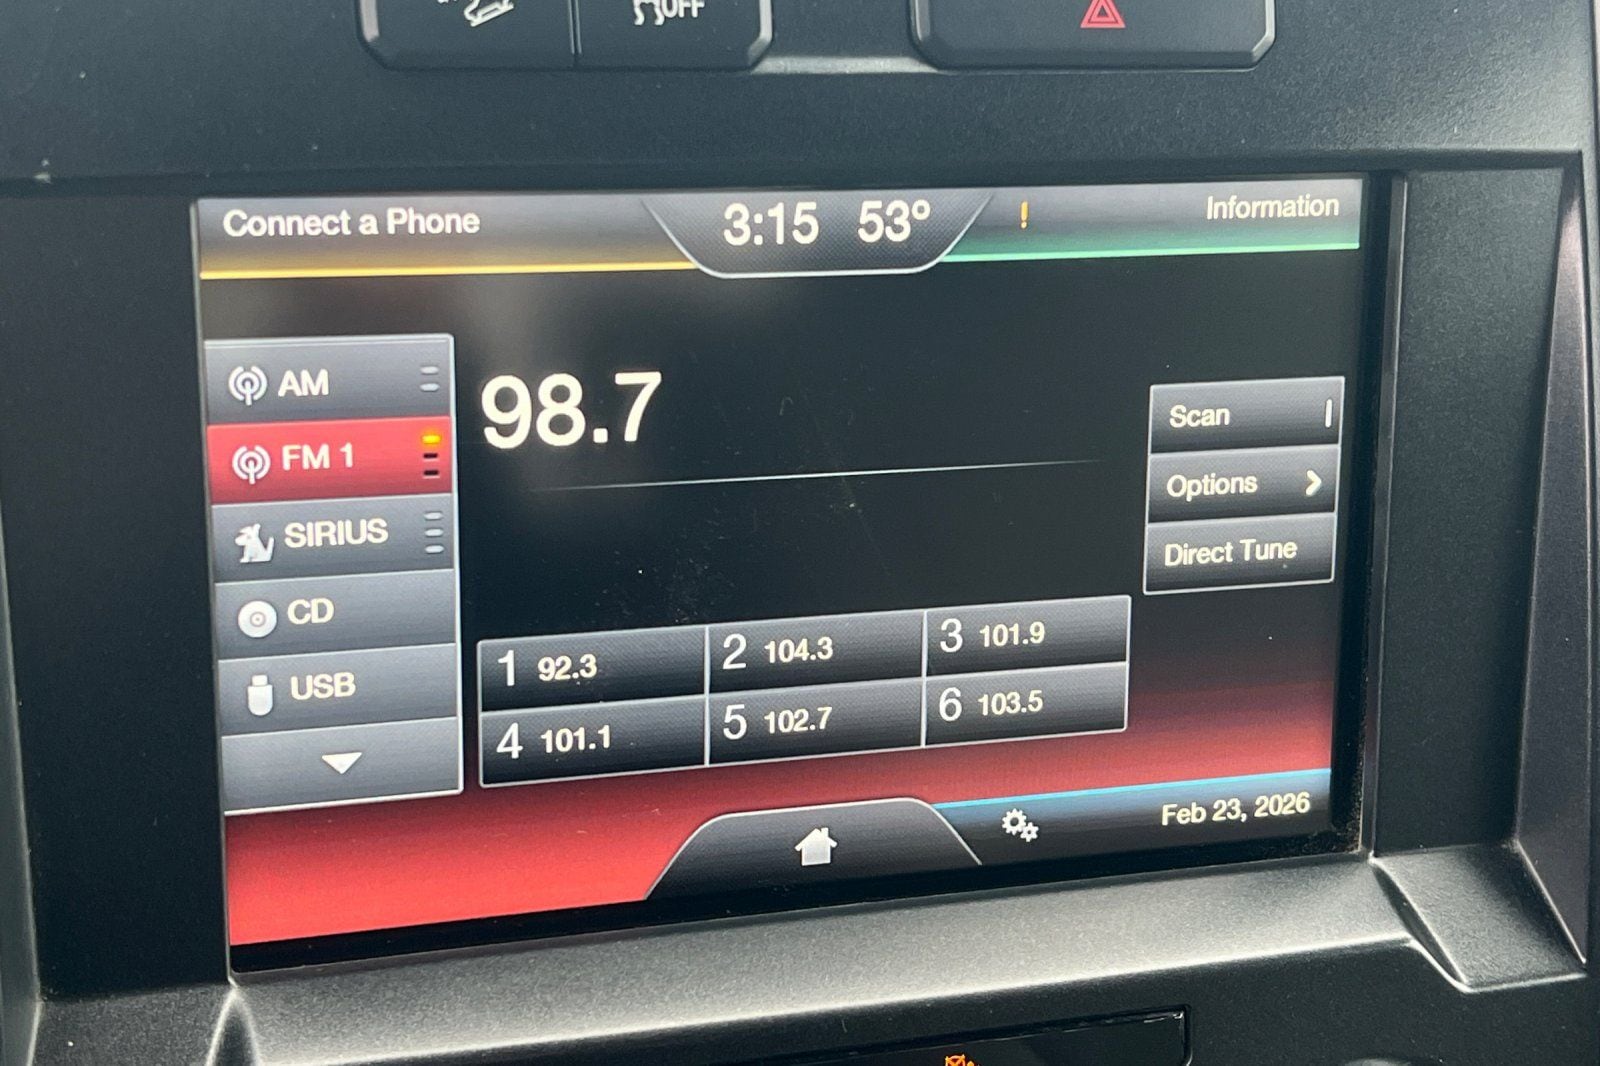 OFF
Connect a Phone
3:15 53°
!
Information
AM
FM 1
SIRIUS
CD
USB
98.7
Scan
Options
Direct Tune
1 92.3
2 104.3
3 101.9
4 101.1
5 102.7
6 103.5
Feb 23, 2026